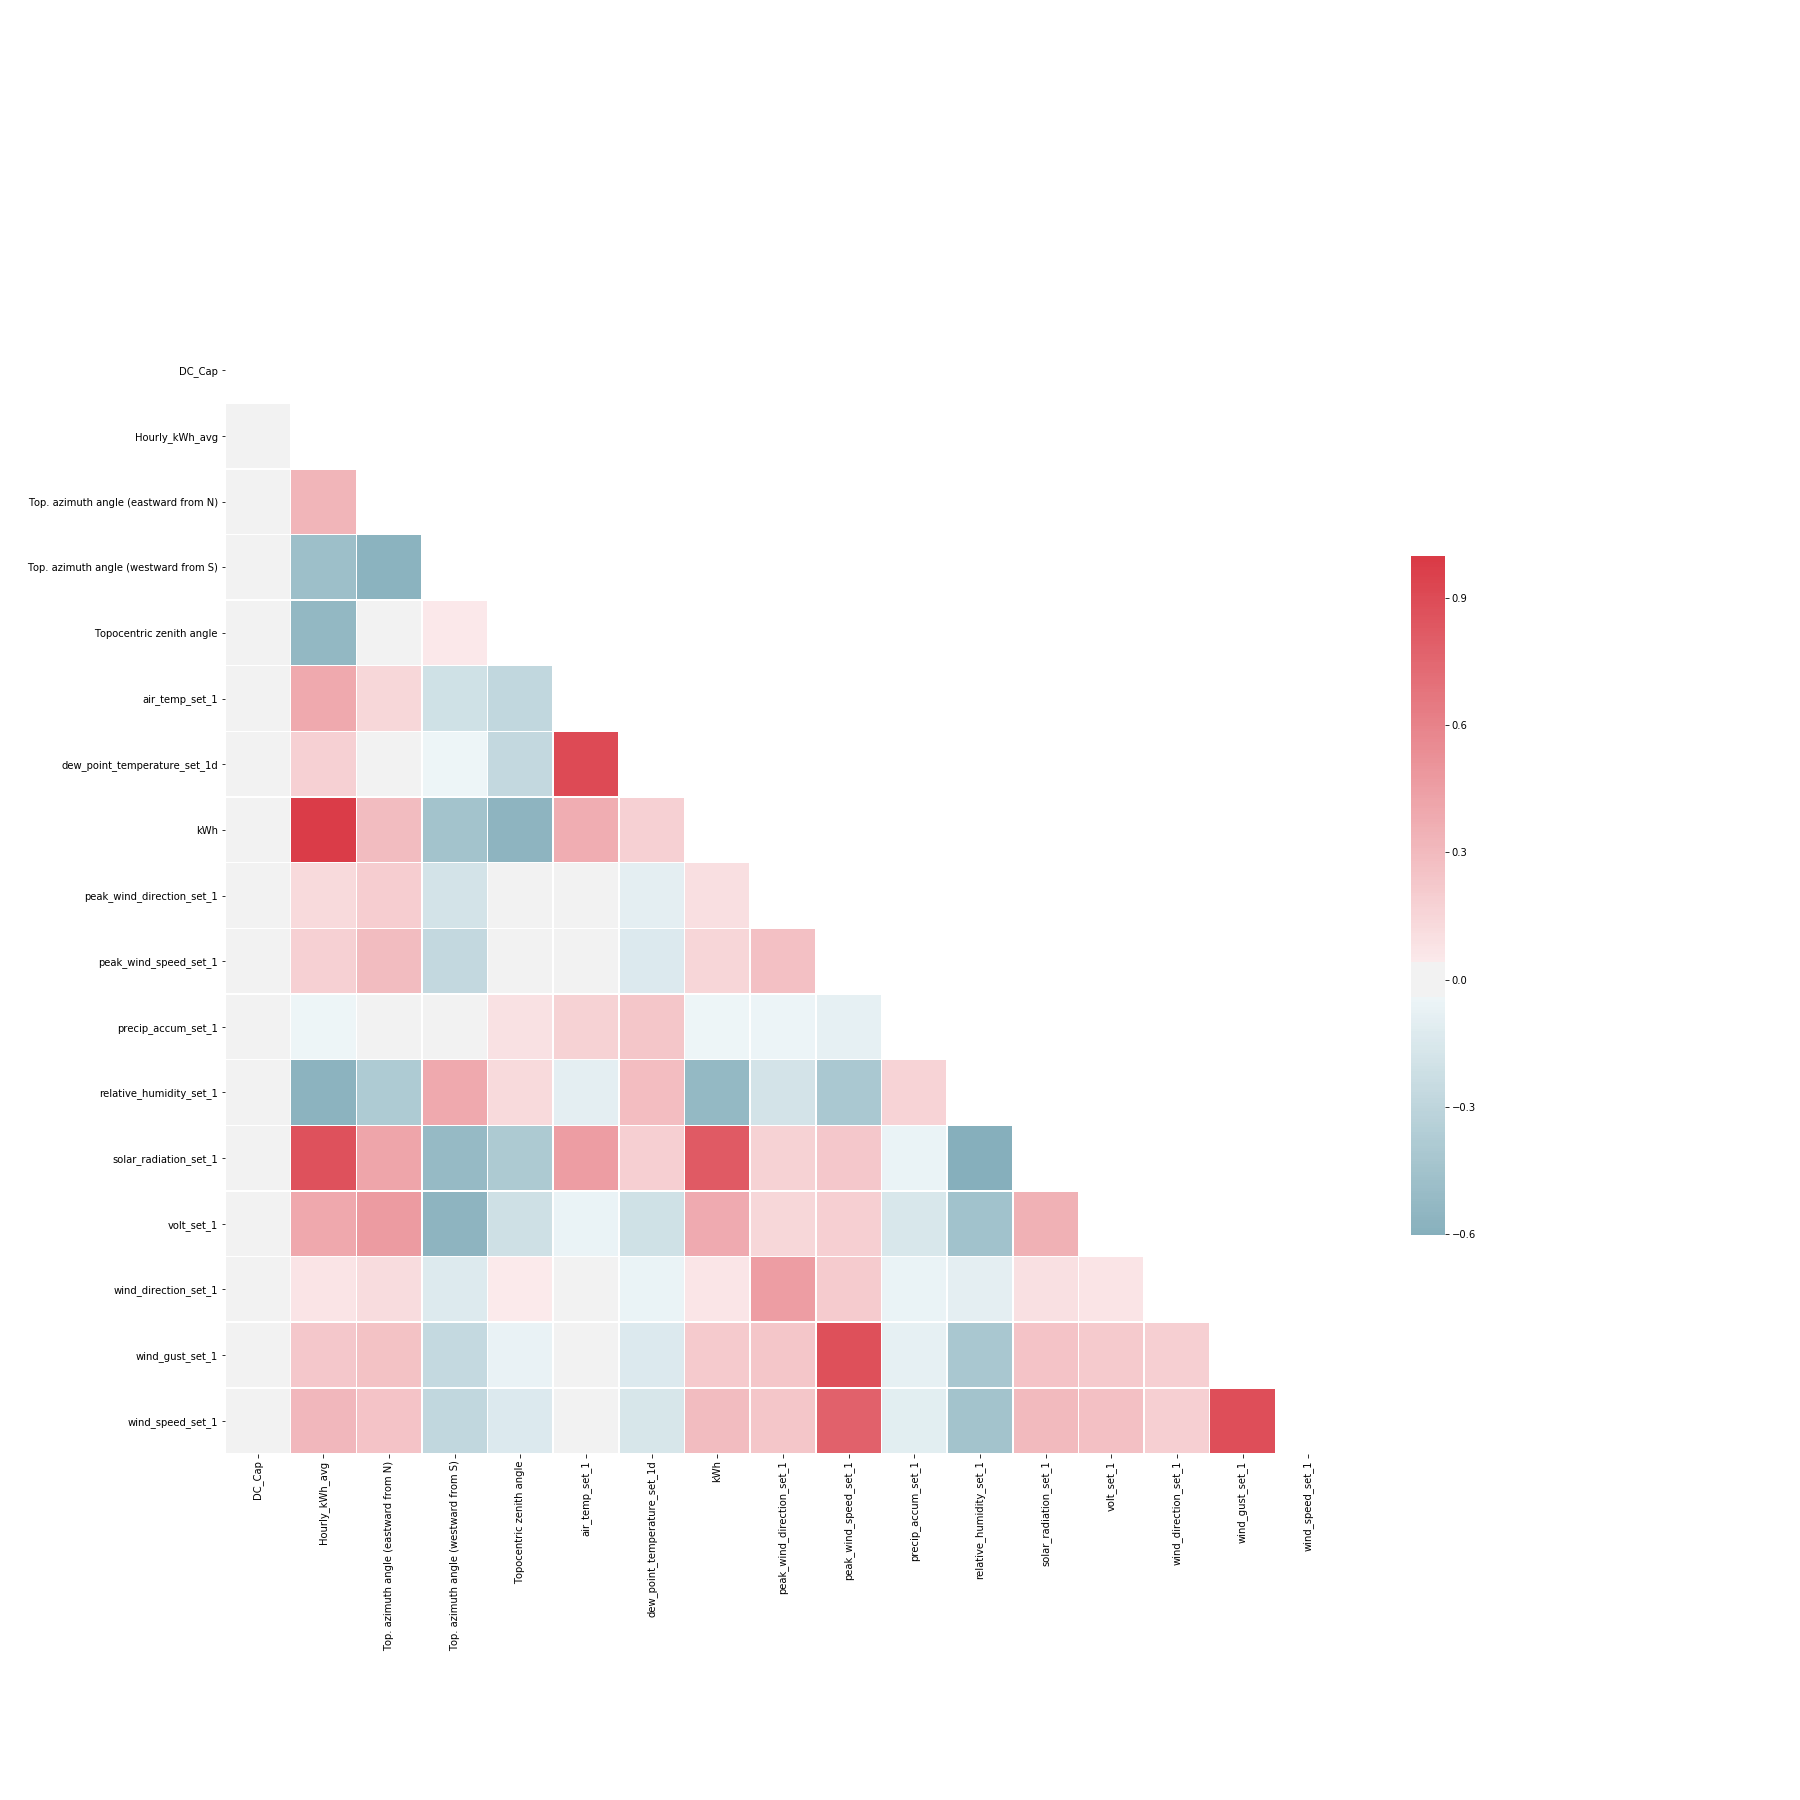 DC_Cap
Hourly_kWh_avg
Top. azimuth angle (eastward from N)
Top. azimuth angle (westward from S)
Topocentric zenith angle
air_temp_set_1
dew_point_temperature_set_1d
kWh
peak_wind_direction_set_1
peak_wind_speed_set_1
precip_accum_set_1
relative_humidity_set_1
solar_radiation_set_1
volt_set_1
wind_direction_set_1
wind_gust_set_1
wind_speed_set_1
DC_Cap
Hourly_kWh_avg
Top. azimuth angle (eastward from N)
Top. azimuth angle (westward from S)
Topocentric zenith angle
air_temp_set_1
dew_point_temperature_set_1d
kWh
peak_wind_direction_set_1
peak_wind_speed_set_1
precip_accum_set_1
relative_humidity_set_1
solar_radiation_set_1
volt_set_1
wind_direction_set_1
wind_gust_set_1
wind_speed_set_1
0.9
0.6
0.3
0.0
−0.3
−0.6